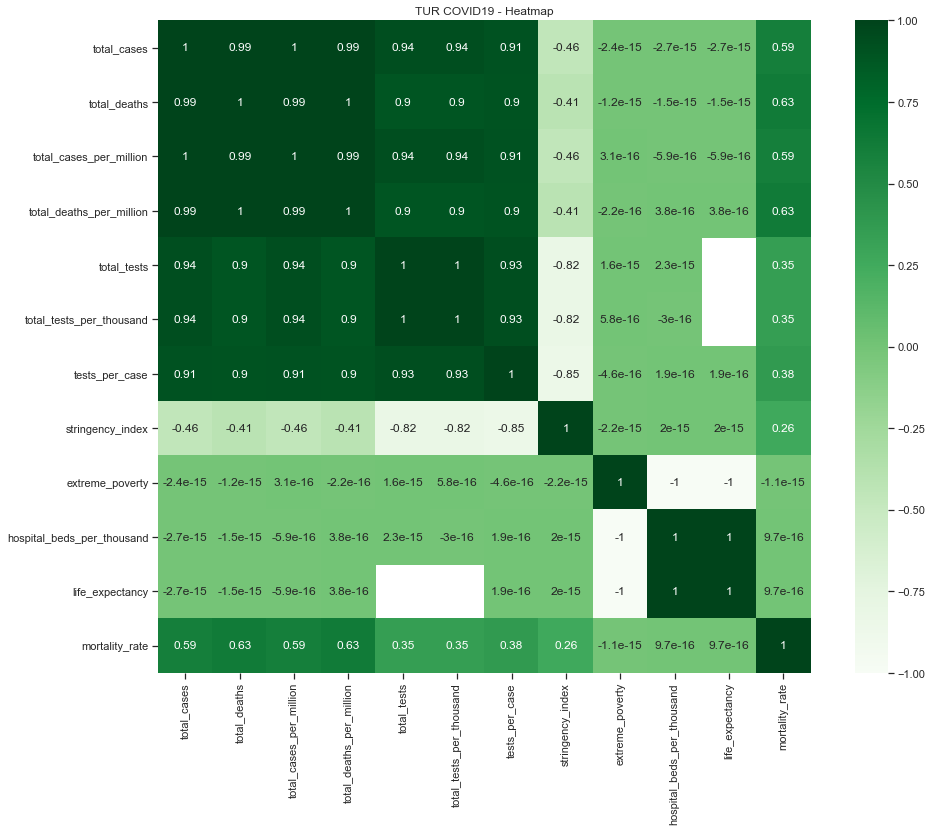 TUR COVID19 - Heatmap
total_cases 1 0.99 1 0.99 0.94 0.94 0.91 -0.46 -2.4e-15 -2.7e-15 -2.7e-15 0.59
total_deaths 0.99 1 0.99 1 0.9 0.9 0.9 -0.41 -1.2e-15 -1.5e-15 -1.5e-15 0.63
total_cases_per_million 1 0.99 1 0.99 0.94 0.94 0.91 -0.46 3.1e-16 -5.9e-16 -5.9e-16 0.59
total_deaths_per_million 0.99 1 0.99 1 0.9 0.9 0.9 -0.41 -2.2e-16 3.8e-16 3.8e-16 0.63
total_tests 0.94 0.9 0.94 0.9 1 1 0.93 -0.82 1.6e-15 2.3e-15 0.35
total_tests_per_thousand 0.94 0.9 0.94 0.9 1 1 0.93 -0.82 5.8e-16 -3e-16 0.35
tests_per_case 0.91 0.9 0.91 0.9 0.93 0.93 1 -0.85 -4.6e-16 1.9e-16 1.9e-16 0.38
stringency_index -0.46 -0.41 -0.46 -0.41 -0.82 -0.82 -0.85 1 -2.2e-15 2e-15 2e-15 0.26
extreme_poverty -2.4e-15 -1.2e-15 3.1e-16 -2.2e-16 1.6e-15 5.8e-16 -4.6e-16 -2.2e-15 1 -1 -1 -1.1e-15
hospital_beds_per_thousand -2.7e-15 -1.5e-15 -5.9e-16 3.8e-16 2.3e-15 -3e-16 1.9e-16 2e-15 -1 1 1 9.7e-16
life_expectancy -2.7e-15 -1.5e-15 -5.9e-16 3.8e-16 1.9e-16 2e-15 -1 1 1 9.7e-16
mortality_rate 0.59 0.63 0.59 0.63 0.35 0.35 0.38 0.26 -1.1e-15 9.7e-16 9.7e-16 1
total_cases
total_deaths
total_cases_per_million
total_deaths_per_million
total_tests
total_tests_per_thousand
tests_per_case
stringency_index
extreme_poverty
hospital_beds_per_thousand
life_expectancy
mortality_rate
1.00
0.75
0.50
0.25
0.00
−0.25
−0.50
−0.75
−1.00